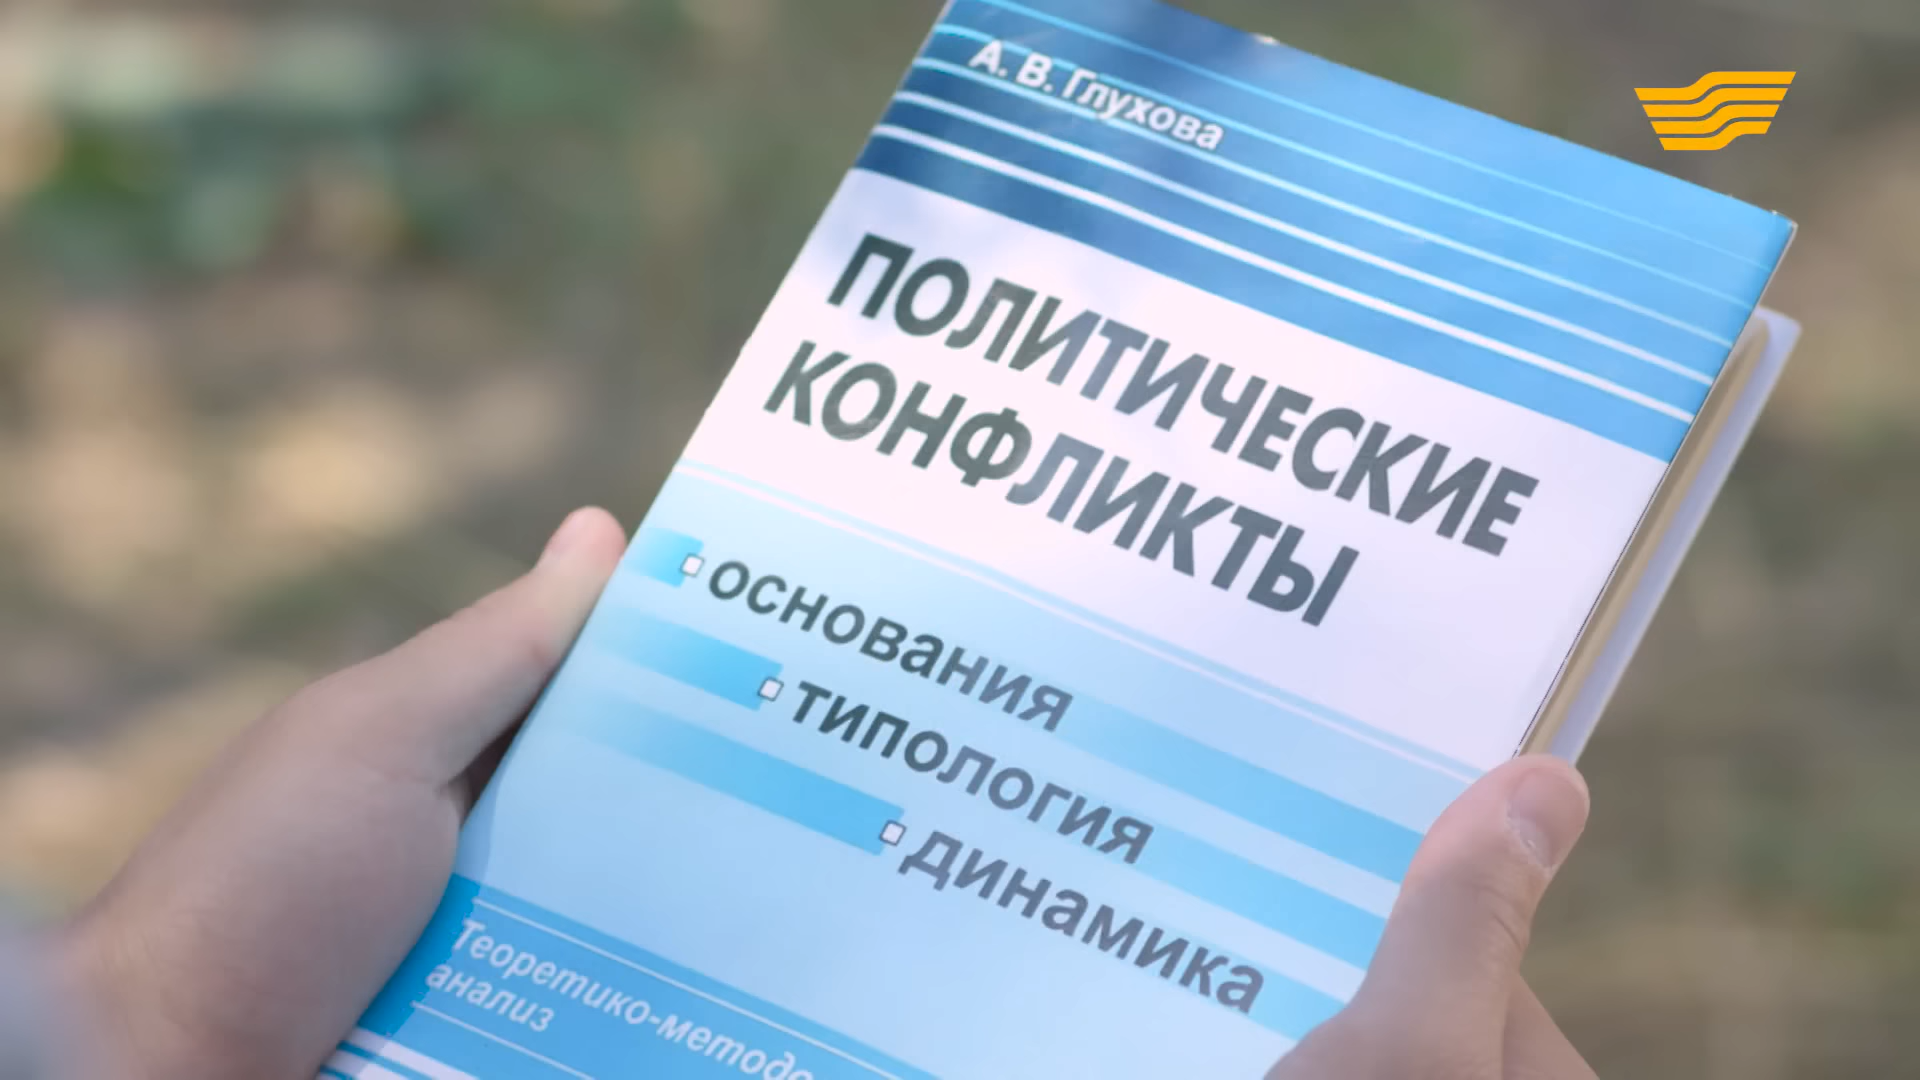 А. В. Глухова
ПОЛИТИЧЕСКИЕ
КОНФЛИКТЫ
основания
типология
динамика
Теоретико-методо
анализ